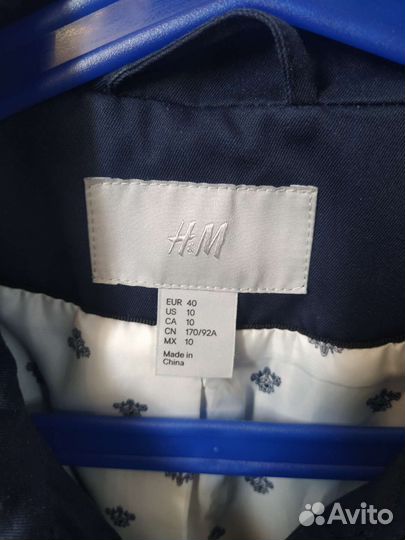 H&M
EUR 40
US 10
CA 10
CN 170/92A
MX 10
Made in
China
Avito